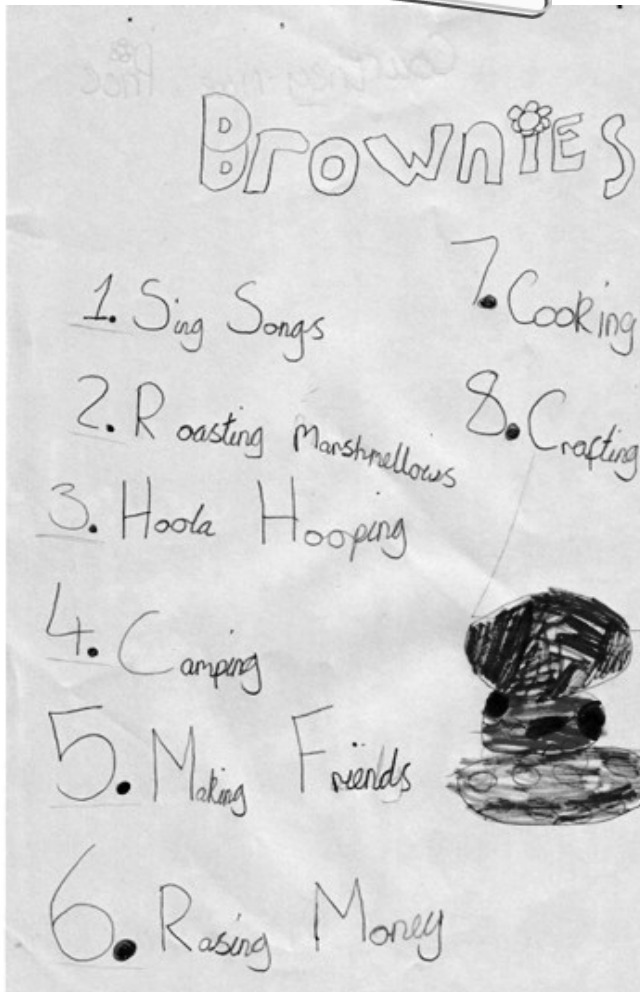 Brownies
1. Sing Songs
2. Roasting Marshmellows
3. Hoola Hooping
4. Camping
5. Making Friends
6. Rasing Money
7. Cooking
8. Crafting